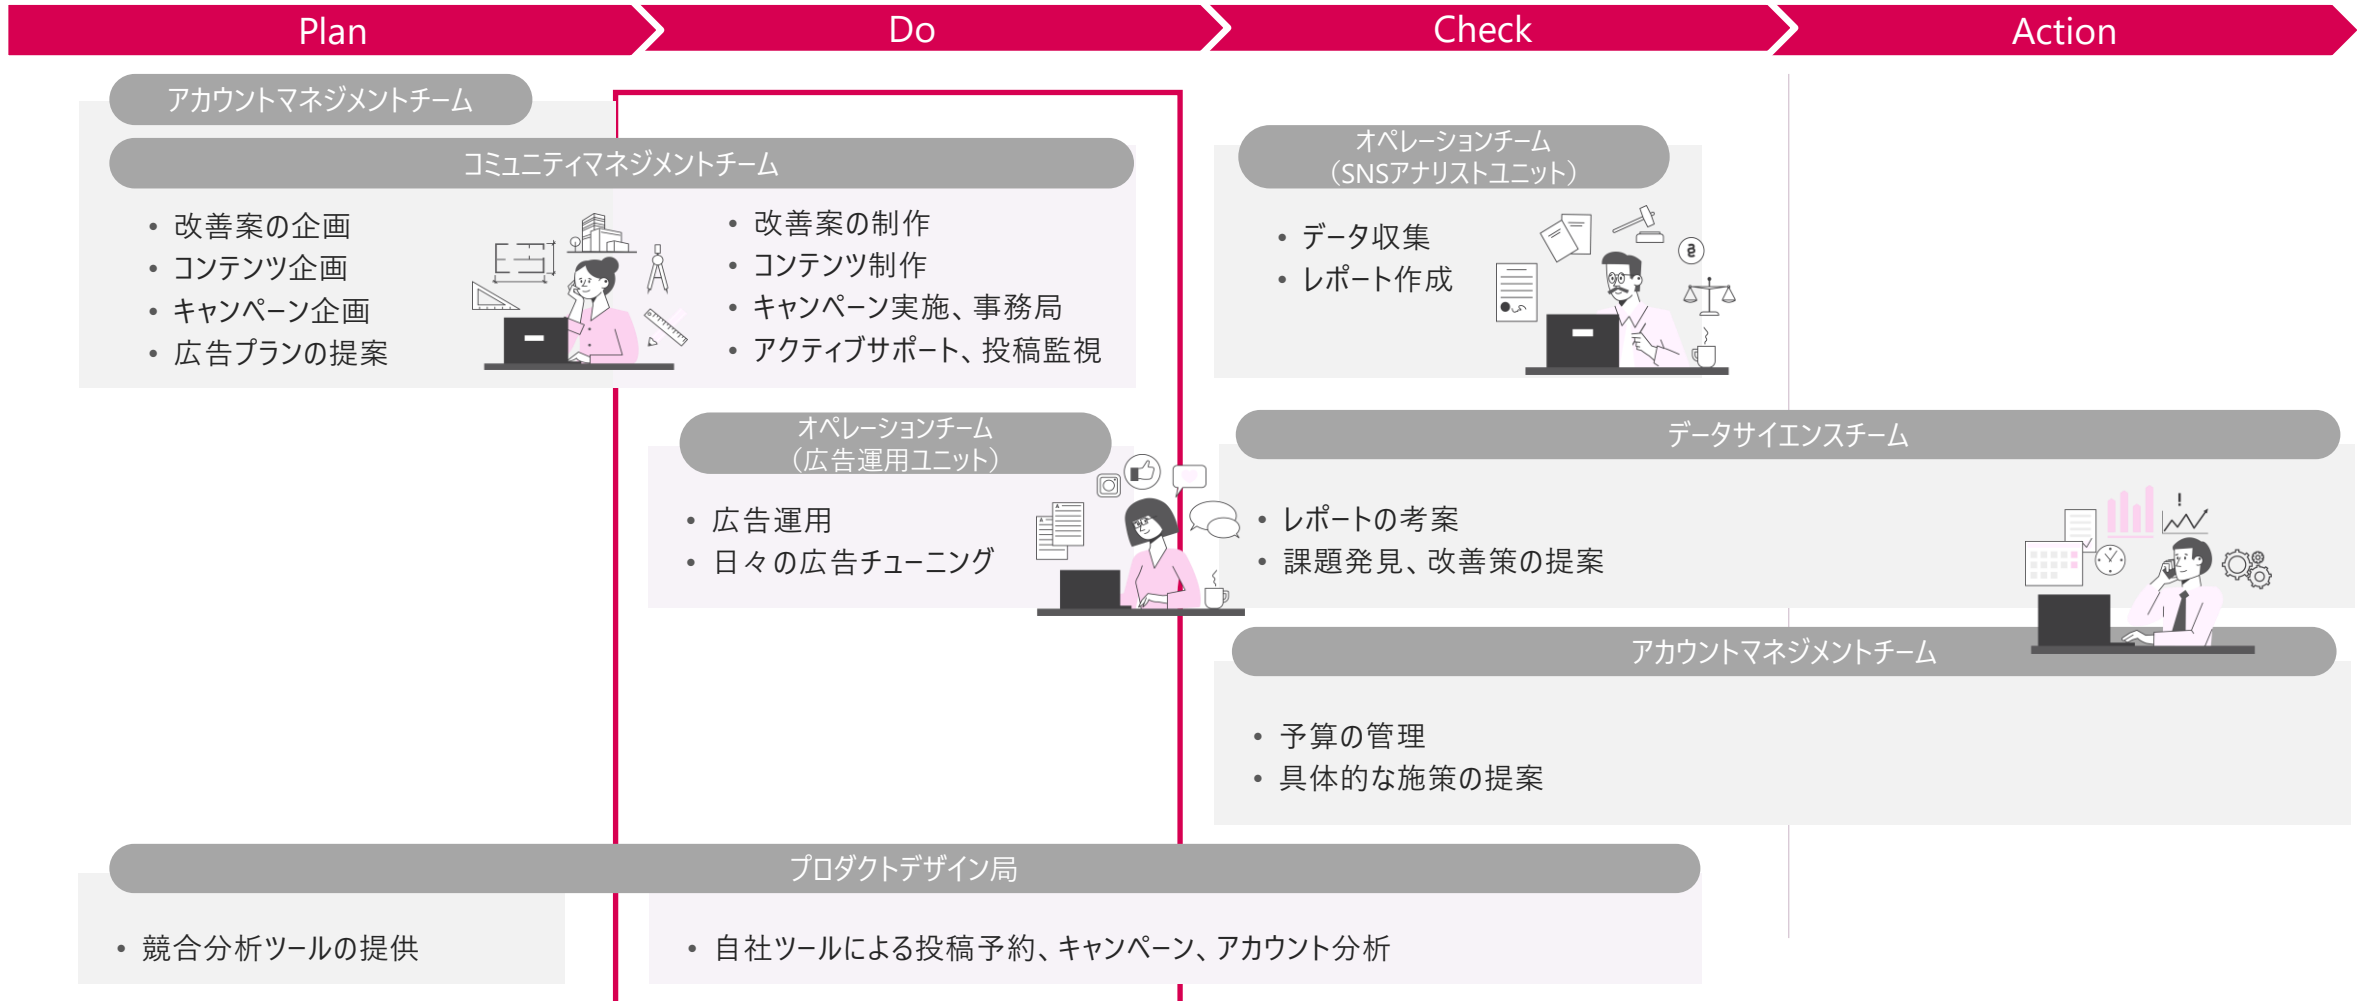 Plan
Do
Check
Action
アカウントマネジメントチーム
コミュニティマネジメントチーム
• 改善案の企画
• コンテンツ企画
• キャンペーン企画
• 広告プランの提案
• 改善案の制作
• コンテンツ制作
• キャンペーン実施、事務局
• アクティブサポート、投稿監視
オペレーションチーム
（SNSアナリストユニット）
• データ収集
• レポート作成
オペレーションチーム
（広告運用ユニット）
• 広告運用
• 日々の広告チューニング
データサイエンスチーム
• レポートの考案
• 課題発見、改善策の提案
アカウントマネジメントチーム
• 予算の管理
• 具体的な施策の提案
プロダクトデザイン局
• 競合分析ツールの提供
• 自社ツールによる投稿予約、キャンペーン、アカウント分析